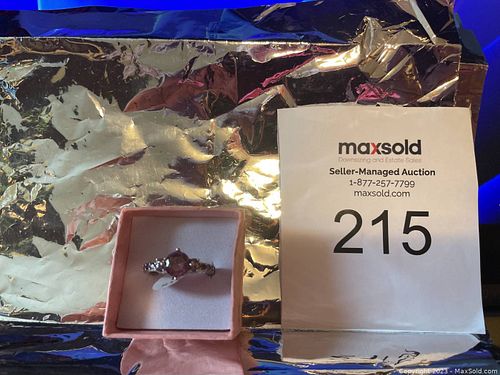 maxsold
Downsizing and Estate Sales
Seller-Managed Auction
1-877-257-7799
maxsold.com
215
Copyright 2023 - MaxSold.com